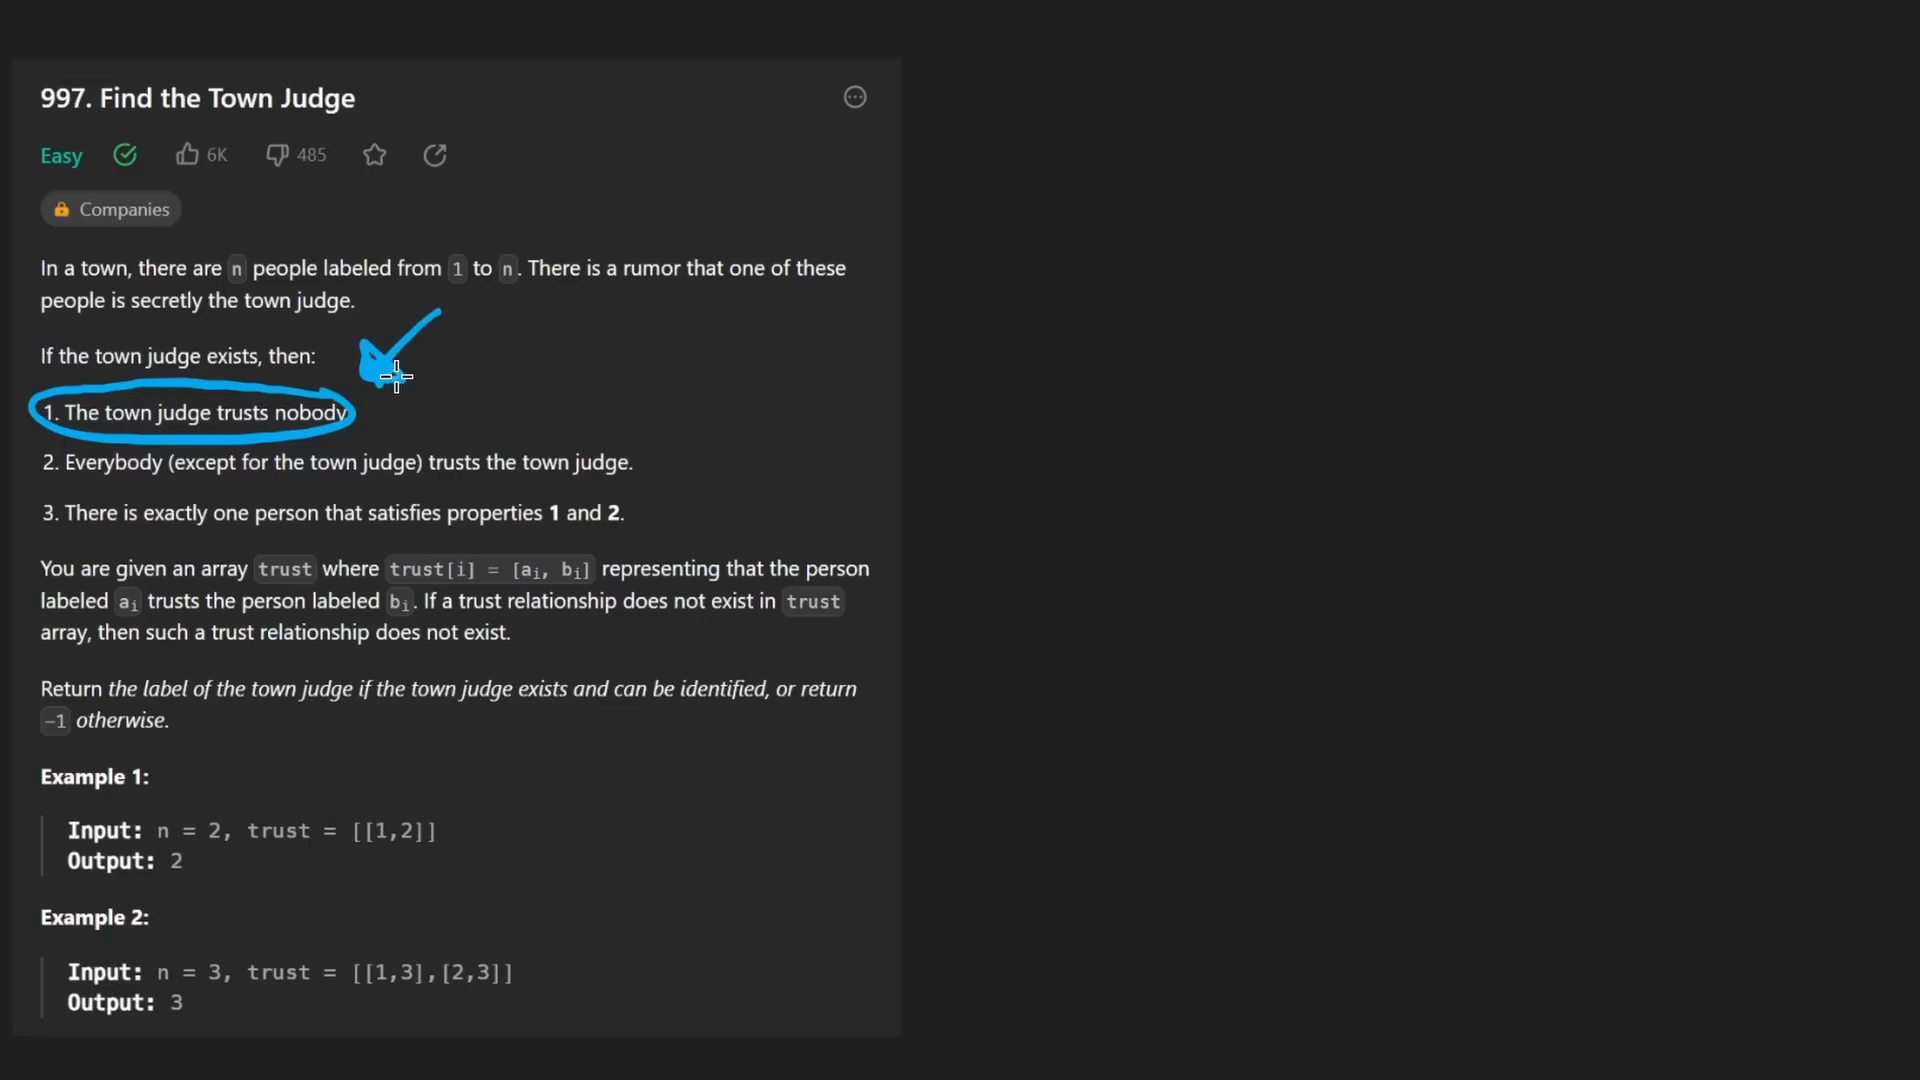 997. Find the Town Judge
Easy 6K 485
Companies
In a town, there are n people labeled from 1 to n. There is a rumor that one of these
people is secretly the town judge.
If the town judge exists, then:
1. The town judge trusts nobody
2. Everybody (except for the town judge) trusts the town judge.
3. There is exactly one person that satisfies properties 1 and 2.
You are given an array trust where trust[i] = [aᵢ, bᵢ] representing that the person
labeled aᵢ trusts the person labeled bᵢ. If a trust relationship does not exist in trust
array, then such a trust relationship does not exist.
Return the label of the town judge if the town judge exists and can be identified, or return
-1 otherwise.
Example 1:
Input: n = 2, trust = [[1,2]]
Output: 2
Example 2:
Input: n = 3, trust = [[1,3],[2,3]]
Output: 3